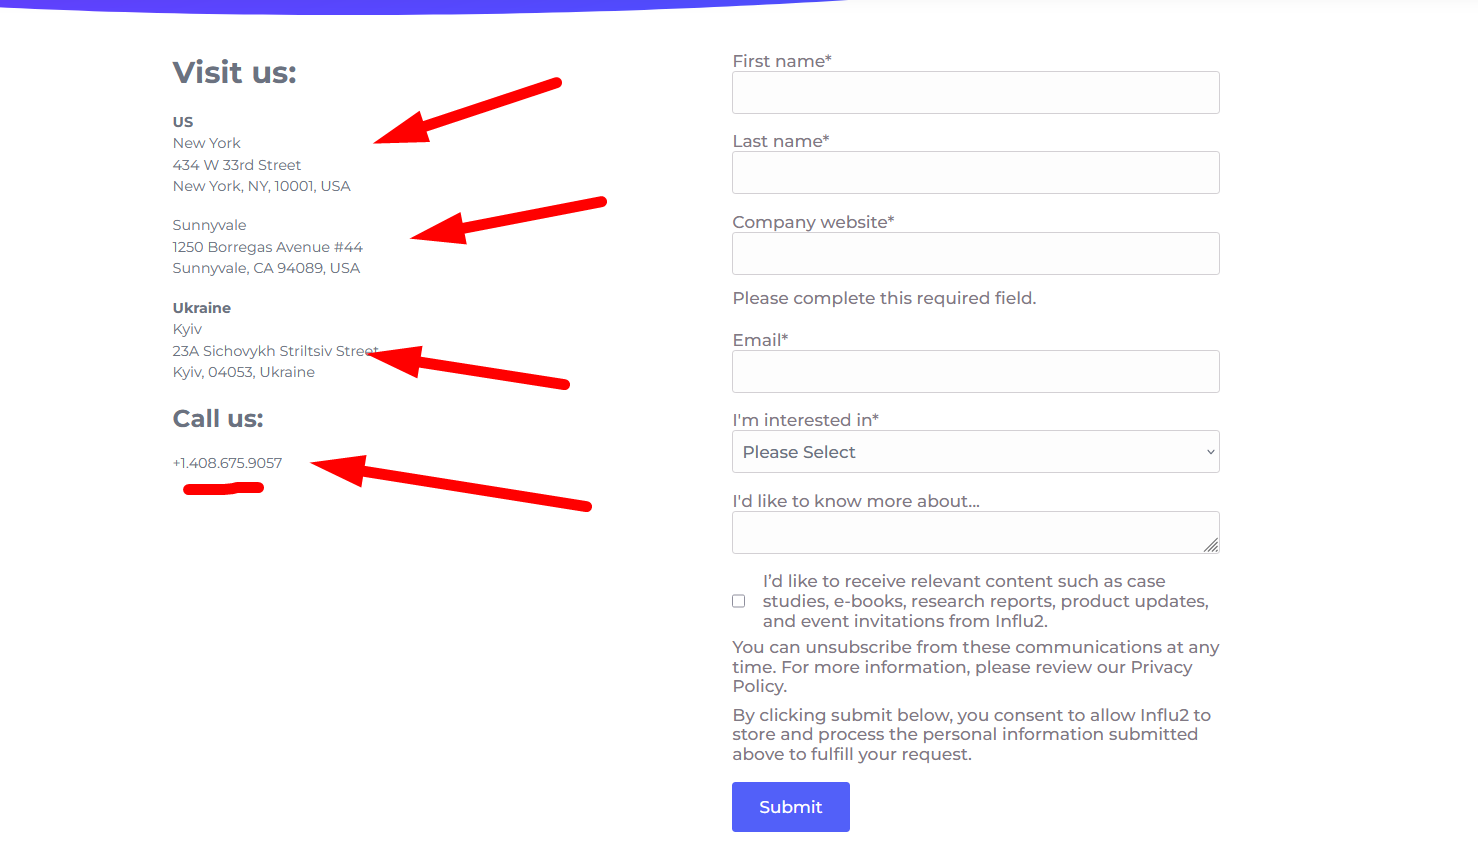 Visit us:
US
New York
434 W 33rd Street
New York, NY, 10001, USA
Sunnyvale
1250 Borregas Avenue #44
Sunnyvale, CA 94089, USA
Ukraine
Kyiv
23A Sichovykh Striltsiv Street
Kyiv, 04053, Ukraine
Call us:
+1.408.675.9057
First name*
Last name*
Company website*
Please complete this required field.
Email*
I'm interested in*
Please Select
I'd like to know more about...
I’d like to receive relevant content such as case
studies, e-books, research reports, product updates,
and event invitations from Influ2.
You can unsubscribe from these communications at any
time. For more information, please review our Privacy
Policy.
By clicking submit below, you consent to allow Influ2 to
store and process the personal information submitted
above to fulfill your request.
Submit